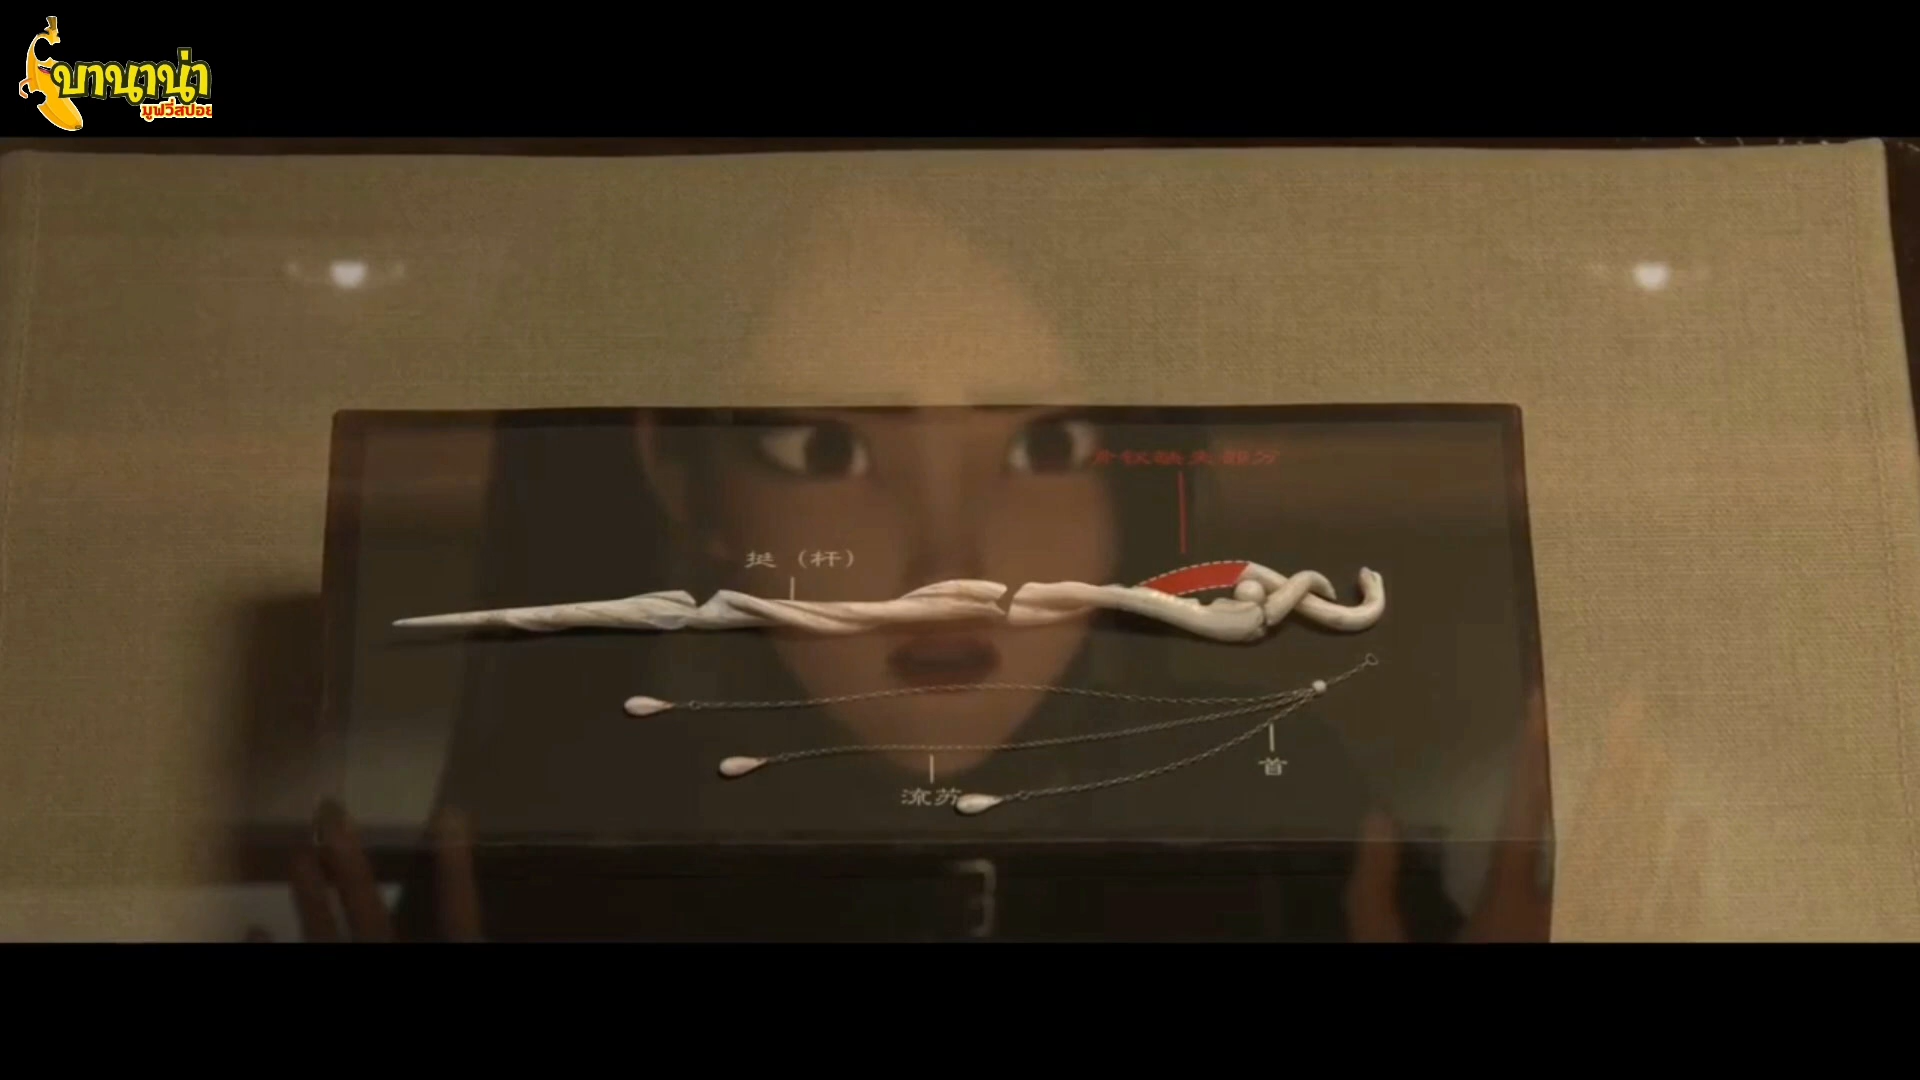 บานาน่า
มูฟวี่สปอย
挺（杆）
流苏
首